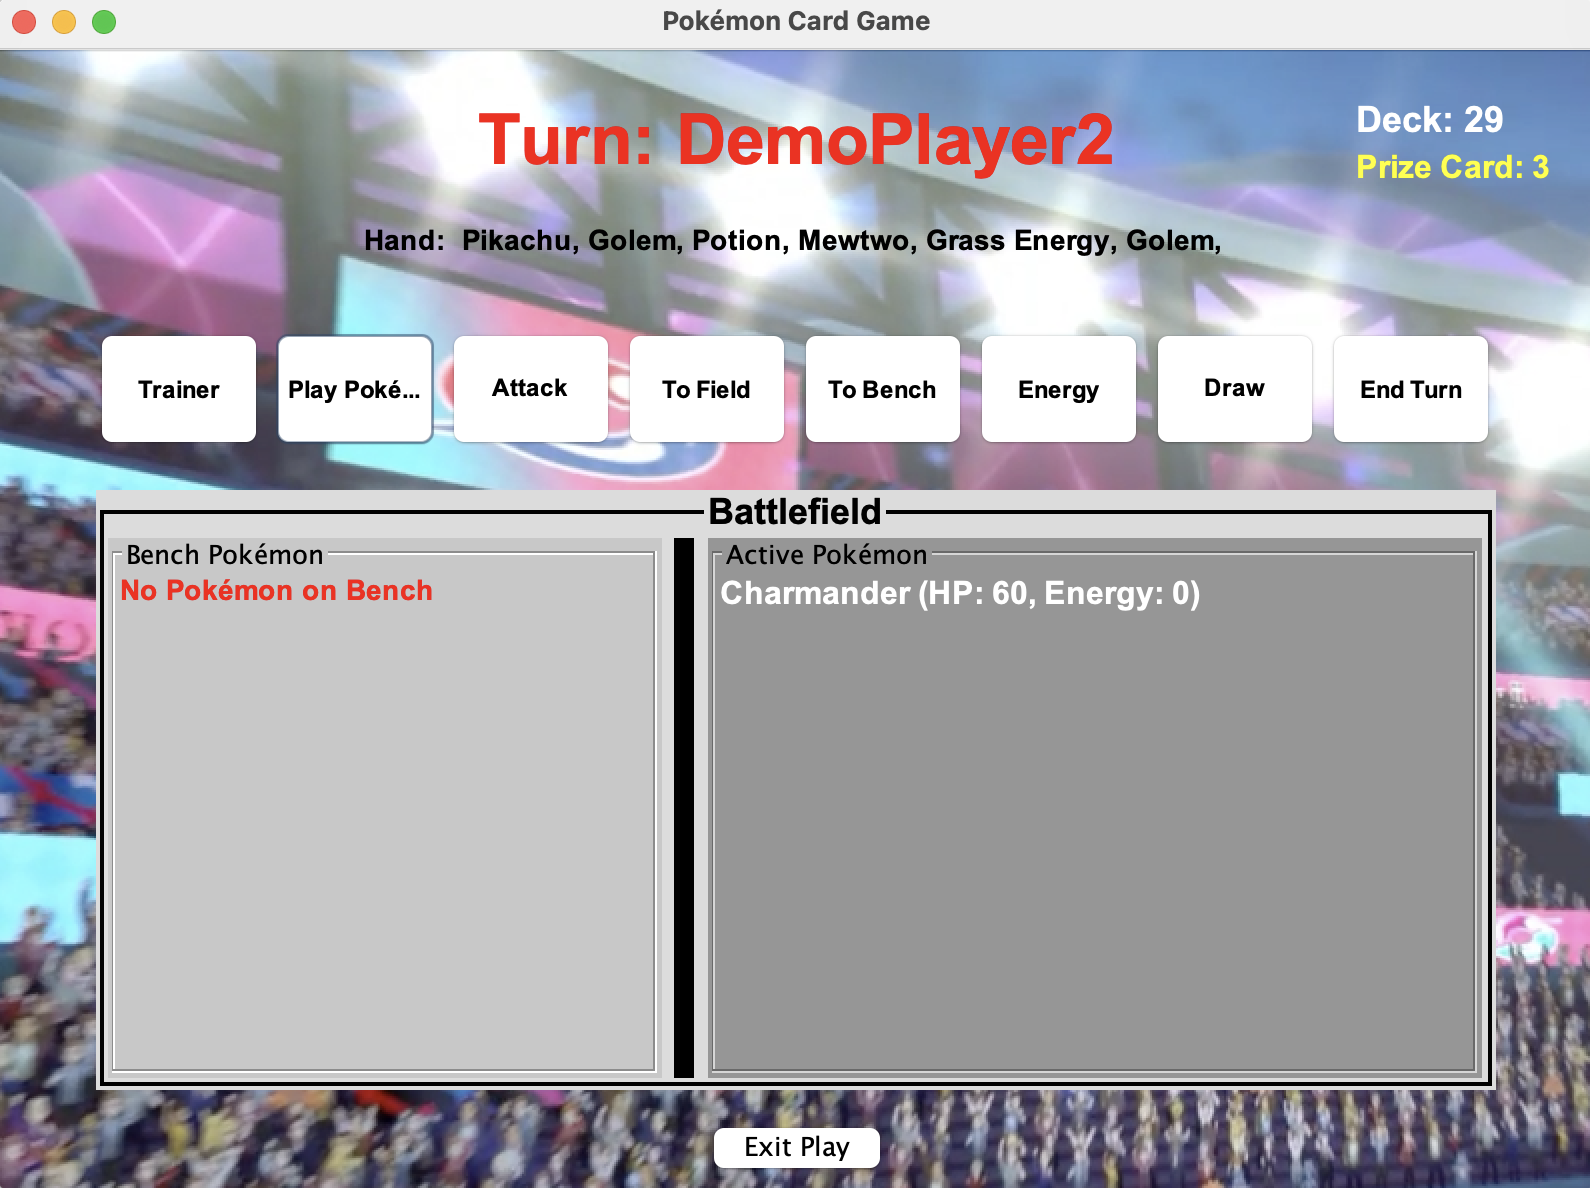 Pokémon Card Game
Turn: DemoPlayer2
Deck: 29
Prize Card: 3
Hand:  Pikachu, Golem, Potion, Mewtwo, Grass Energy, Golem,
Trainer
Play Poké...
Attack
To Field
To Bench
Energy
Draw
End Turn
Battlefield
Bench Pokémon
No Pokémon on Bench
Active Pokémon
Charmander (HP: 60, Energy: 0)
Exit Play